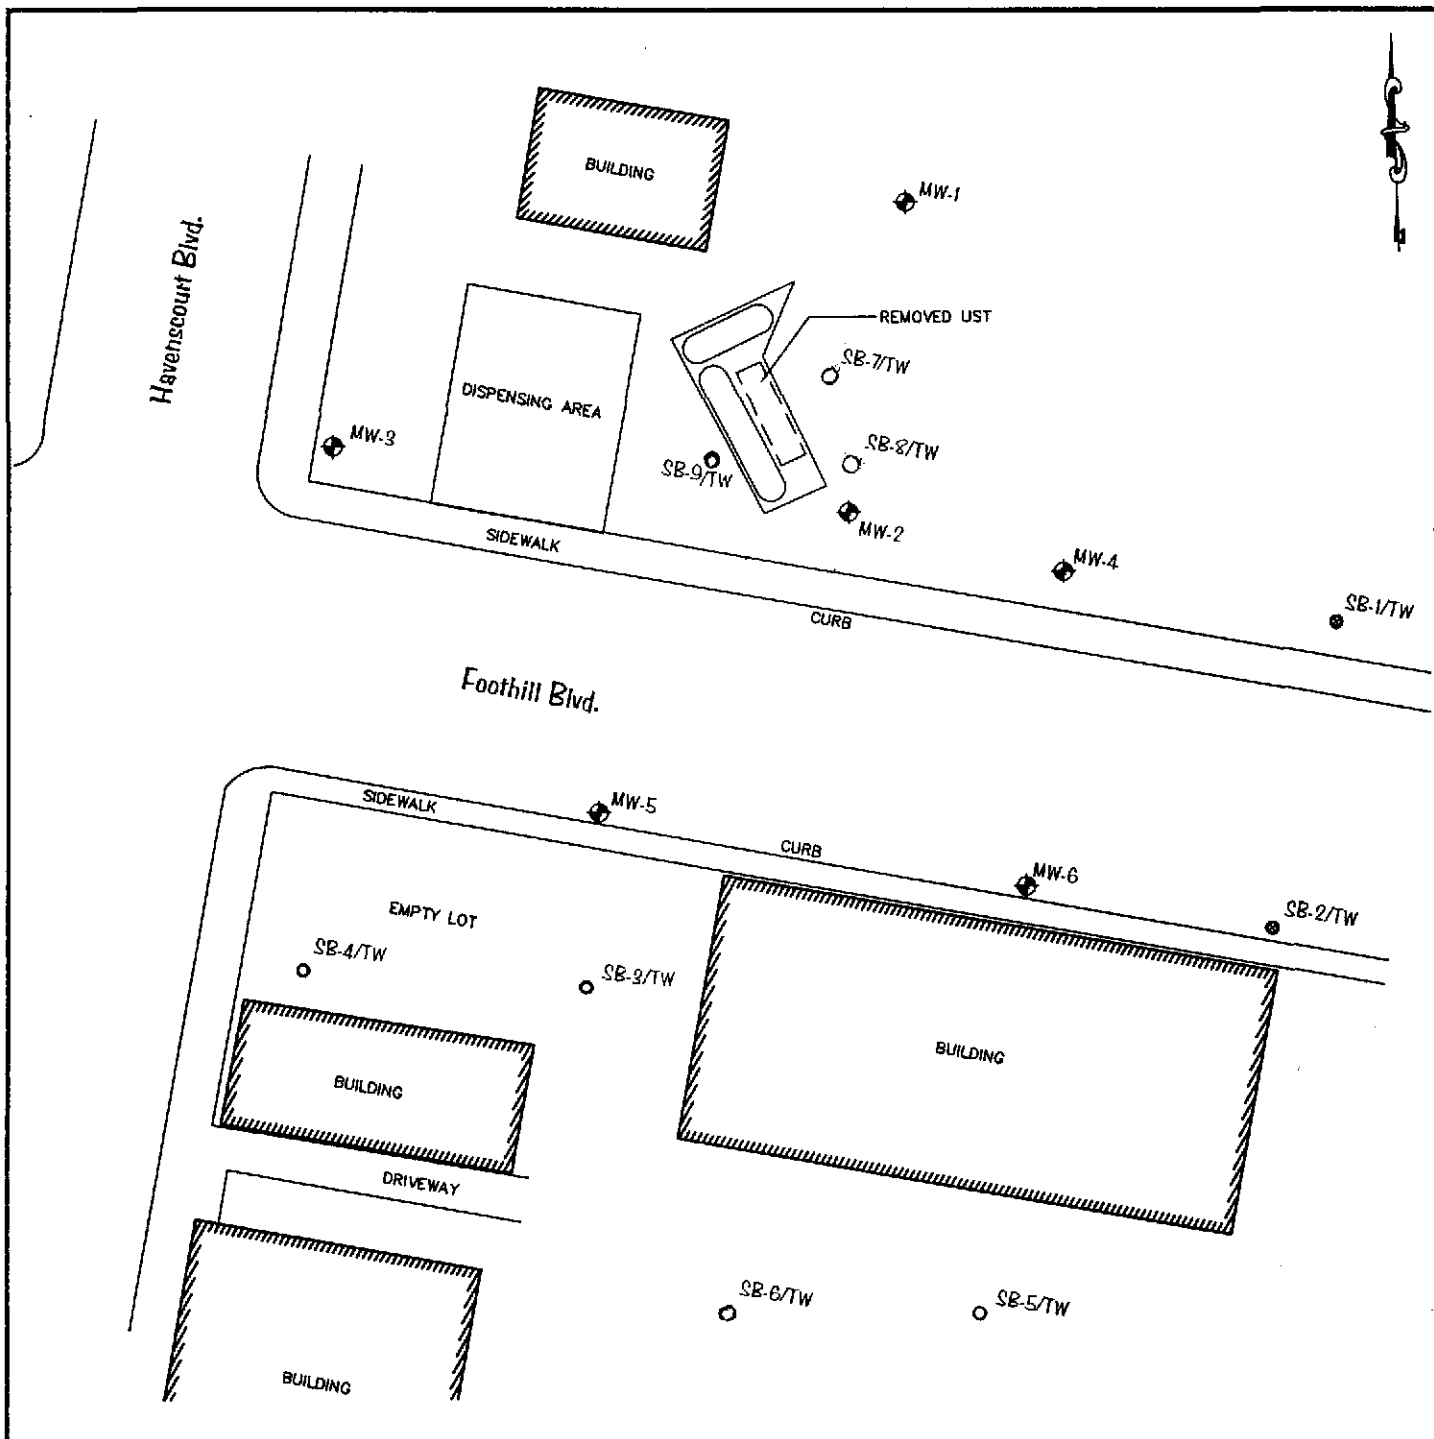 BUILDING
MW-1
Havenscourt Blvd.
REMOVED UST
SB-7/TW
DISPENSING AREA
MW-3
SB-8/TW
SB-9/TW
MW-2
SIDEWALK
MW-4
SB-1/TW
CURB
Foothill Blvd.
SIDEWALK
MW-5
CURB
MW-6
EMPTY LOT
SB-2/TW
SB-4/TW
SB-3/TW
BUILDING
BUILDING
DRIVEWAY
SB-6/TW
SB-5/TW
BUILDING